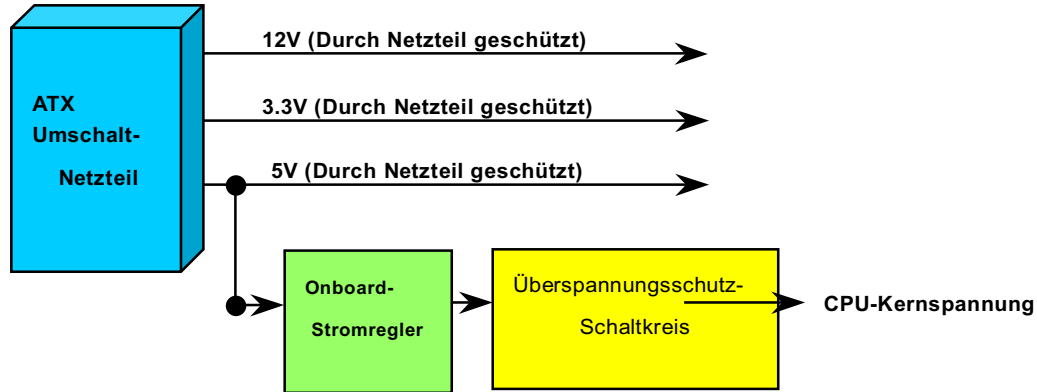 12V (Durch Netzteil geschützt)
ATX
Umschalt-
Netzteil
3.3V (Durch Netzteil geschützt)
5V (Durch Netzteil geschützt)
Onboard-
Stromregler
Überspannungsschutz-
Schaltkreis
CPU-Kernspannung